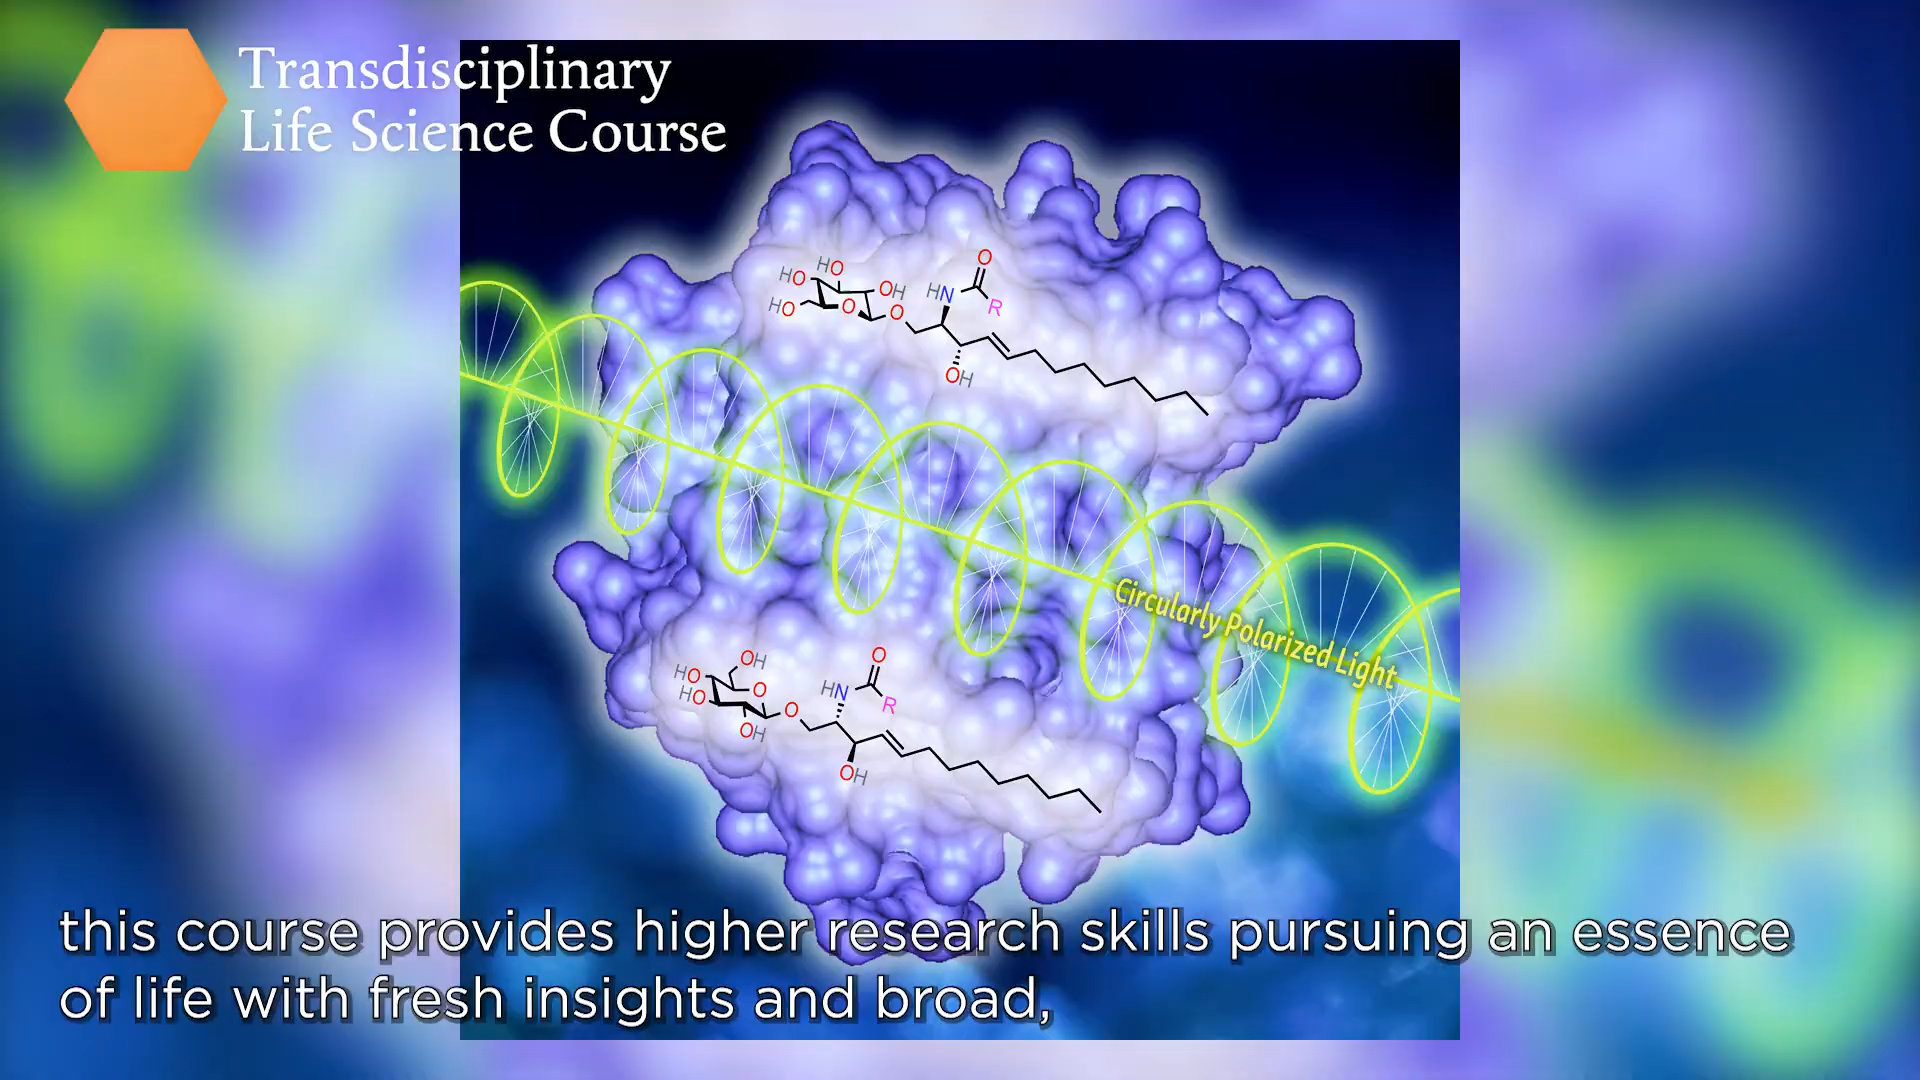 Transdisciplinary
Life Science Course
HO
HO
OH
HO
O
O
HN
O
R
OH
Circularly Polarized Light
OH
HO
HO
O
OH
O
HN
O
R
OH
this course provides higher research skills pursuing an essence
of life with fresh insights and broad,